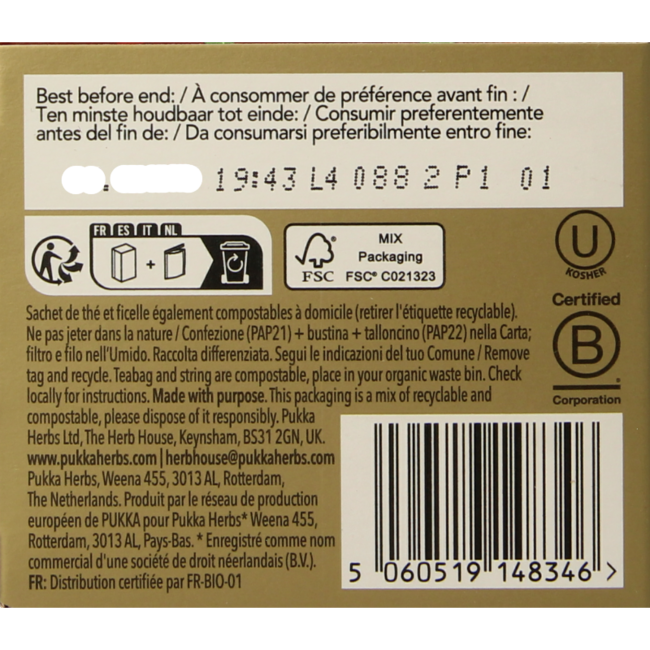 Best before end: / À consommer de préférence avant fin : /
Ten minste houdbaar tot einde: / Consumir preferentemente
antes del fin de: / Da consumarsi preferibilmente entro fine:
19:43 L4 088 2 P1 01
FR ES IT NL
+
FSC
MIX
Packaging
FSC® C021323
U
KOSHER
Certified
B
Corporation
Sachet de thé et ficelle également compostables à domicile (retirer l'étiquette recyclable).
Ne pas jeter dans la nature / Confezione (PAP21) + bustina + talloncino (PAP22) nella Carta;
filtro e filo nell'Umido. Raccolta differenziata. Segui le indicazioni del tuo Comune / Remove
tag and recycle. Teabag and string are compostable, place in your organic waste bin. Check
locally for instructions. Made with purpose. This packaging is a mix of recyclable and
compostable, please dispose of it responsibly. Pukka
Herbs Ltd, The Herb House, Keynsham, BS31 2GN, UK.
www.pukkaherbs.com | herbhouse@pukkaherbs.com
Pukka Herbs, Weena 455, 3013 AL, Rotterdam,
The Netherlands. Produit par le réseau de production
européen de PUKKA pour Pukka Herbs* Weena 455,
Rotterdam, 3013 AL, Pays-Bas. * Enregistré comme nom
commercial d'une société de droit néerlandais (B.V.).
FR: Distribution certifiée par FR-BIO-01
5 060519 148346 >